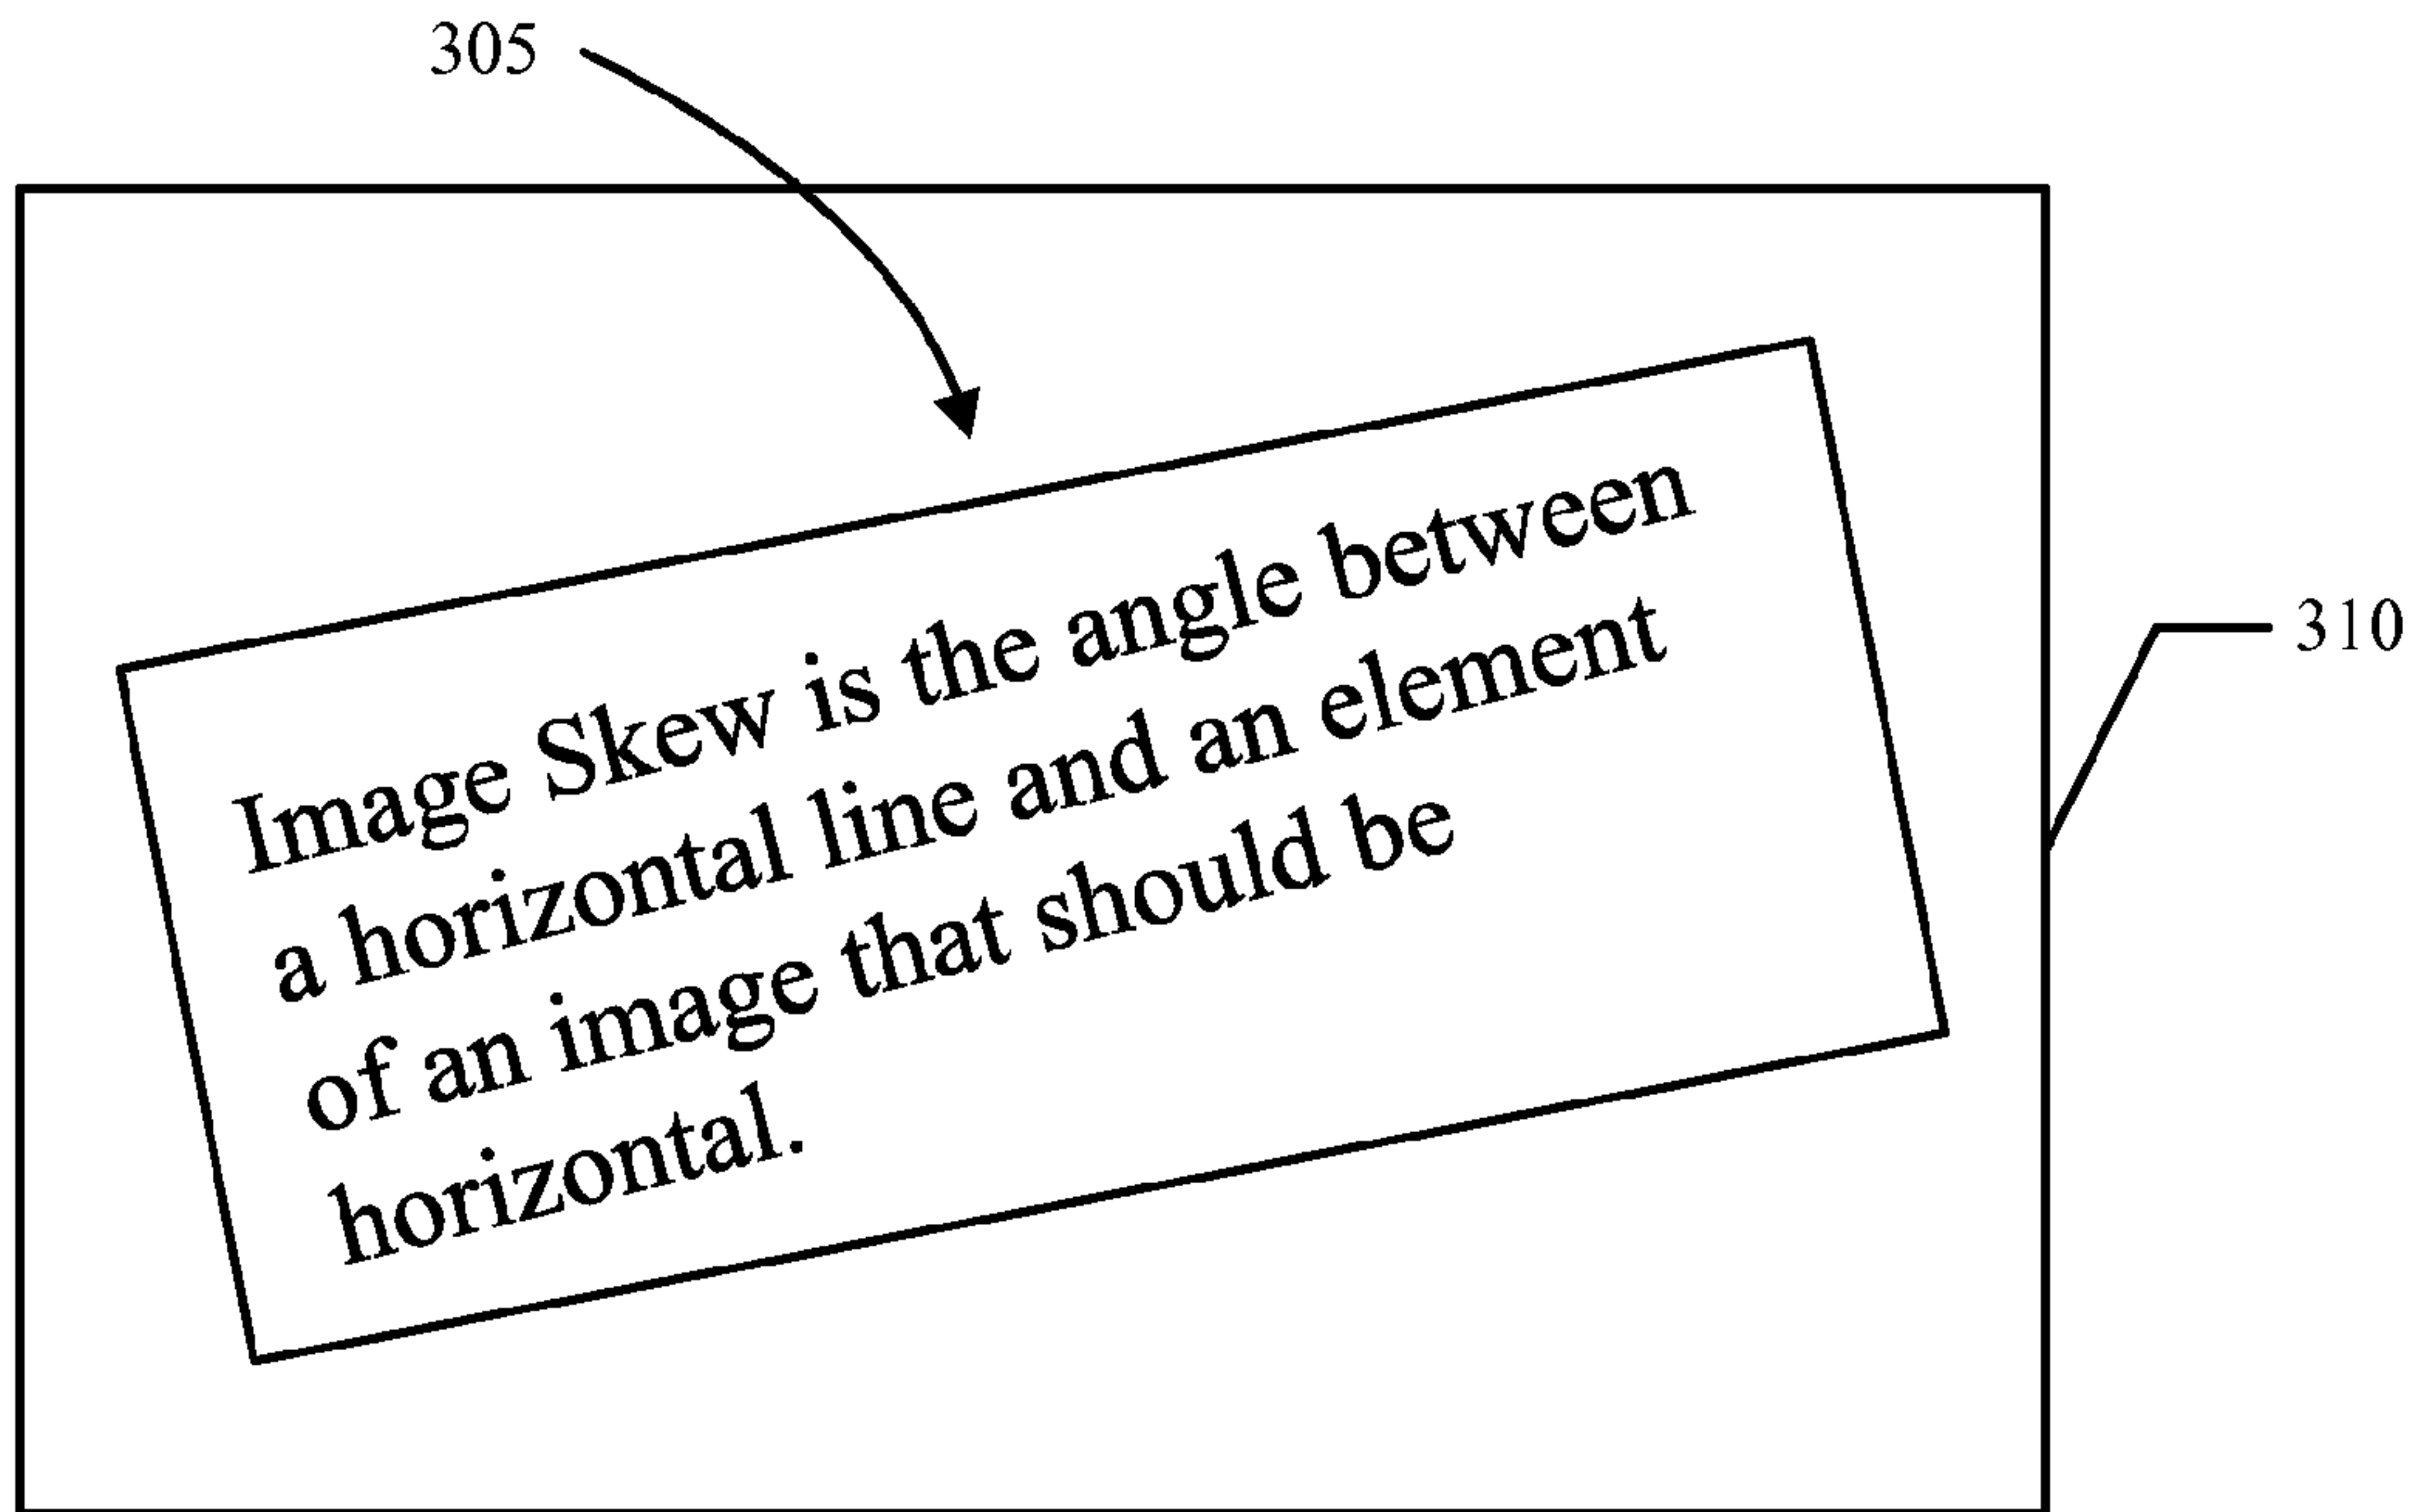 305
Image Skew is the angle between
a horizontal line and an element
of an image that should be
horizontal.
310